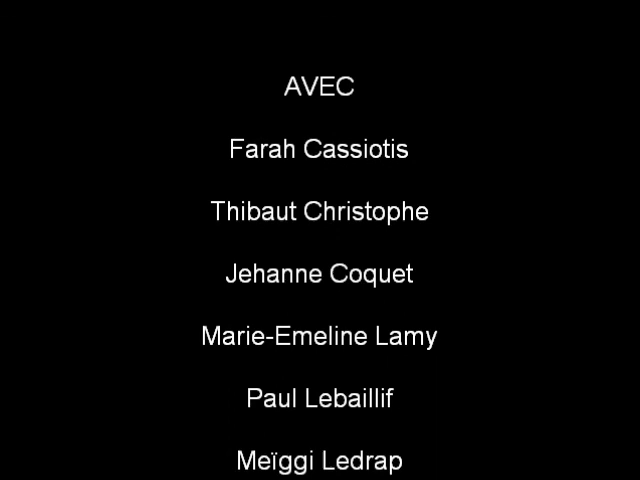 AVEC
Farah Cassiotis
Thibaut Christophe
Jehanne Coquet
Marie-Emeline Lamy
Paul Lebaillif
Meïggi Ledrap